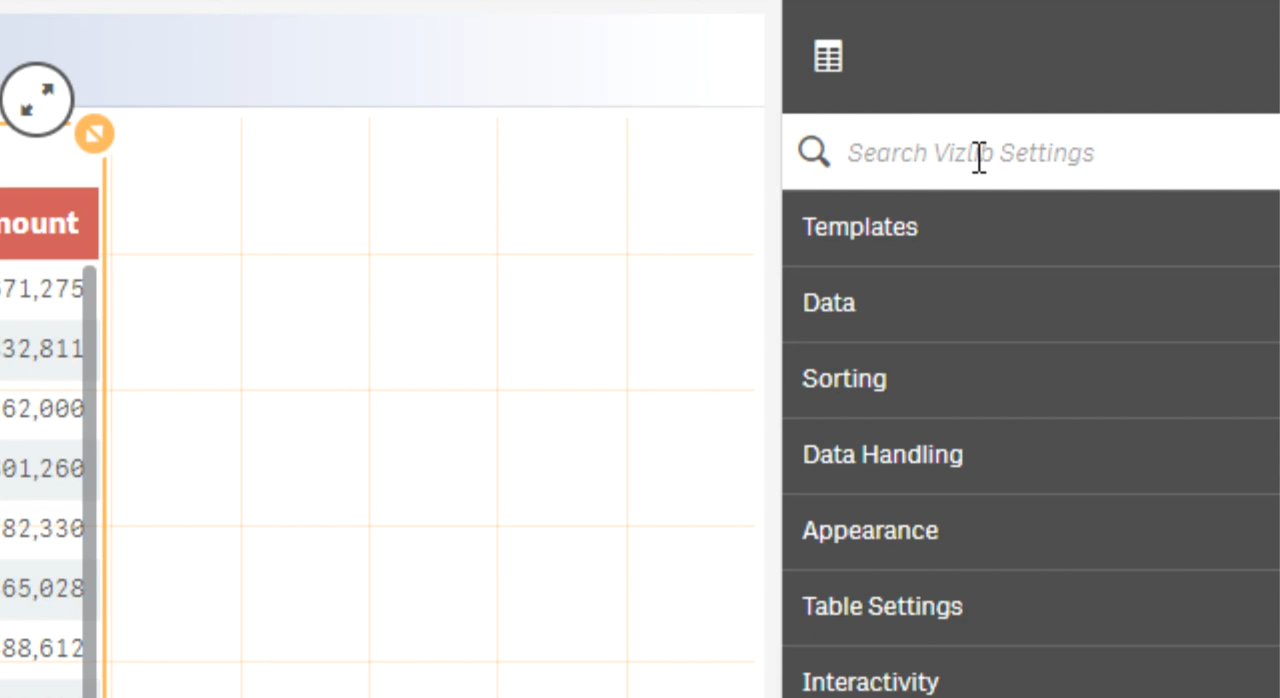 Search Vizlib Settings
Templates
Data
Sorting
Data Handling
Appearance
Table Settings
Interactivity
mount
671,275
32,811
62,000
01,260
82,330
65,028
88,612